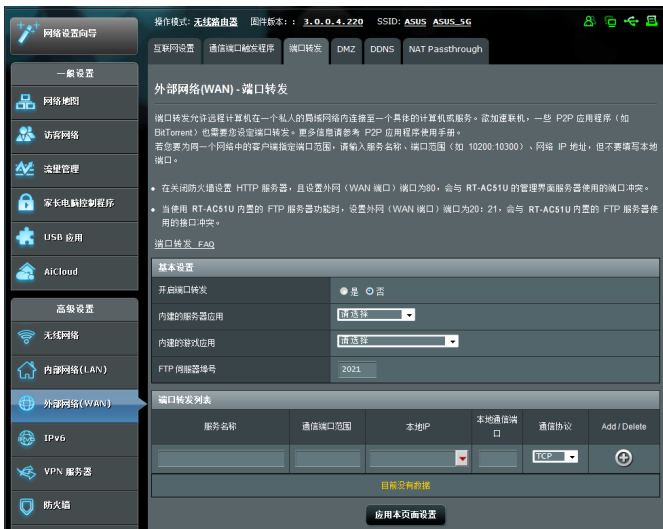 网络设置向导
操作模式: 无线路由器 固件版本: : 3.0.0.4.220 SSID: ASUS ASUS_5G
互联网设置 通信端口触发程序 端口转发 DMZ DDNS NAT Passthrough
一般设置
网络地图
访客网络
流量管理
家长电脑控制程序
USB 应用
AiCloud
高级设置
无线网络
内部网络(LAN)
外部网络(WAN)
IPv6
VPN 服务器
防火墙
外部网络(WAN) - 端口转发
端口转发允许远程计算机在一个私人的局域网络内连接至一个具体的计算机或服务。欲加速联机，一些 P2P 应用程序（如
BitTorrent）也需要您设定端口转发。更多信息请参考 P2P 应用程序使用手册。
若您要为同一个网络中的客户端指定端口范围，请输入服务名称、端口范围（如 10200:10300）、网络 IP 地址，但不要填写本地
端口。
• 在关闭防火墙设置 HTTP 服务器，且设置外网（WAN 端口）端口为80，会与 RT-AC51U 的管理界面服务器使用的端口冲突。
• 当使用 RT-AC51U 内置的 FTP 服务器功能时，设置外网（WAN 端口）端口为20：21，会与 RT-AC51U 内置的 FTP 服务器使
用的接口冲突。
端口转发 FAQ
基本设置
开启端口转发 是 否
内建的服务器应用 请选择
内建的游戏应用 请选择
FTP 伺服器埠号 2021
端口转发列表
服务名称 通信端口范围 本地IP 本地通信端口 通信协议 Add / Delete
TCP
目前没有数据
应用本页面设置